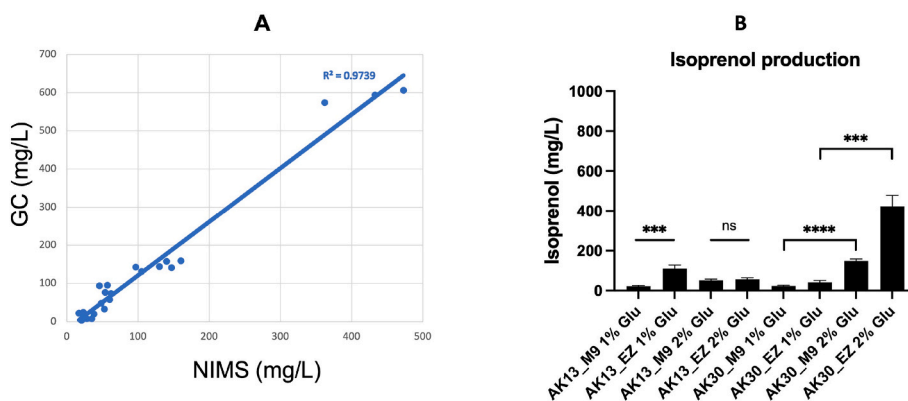 A
700
600
500
400
300
200
100
0
0 100 200 300 400 500
GC (mg/L)
NIMS (mg/L)
R² = 0.9739
B
Isoprenol production
1000
800
600
400
200
0
Isoprenol (mg/L)
***
ns
****
***
AK13_M9 1% Glu
AK13_EZ 1% Glu
AK13_M9 2% Glu
AK13_EZ 2% Glu
AK30_M9 1% Glu
AK30_EZ 1% Glu
AK30_M9 2% Glu
AK30_EZ 2% Glu